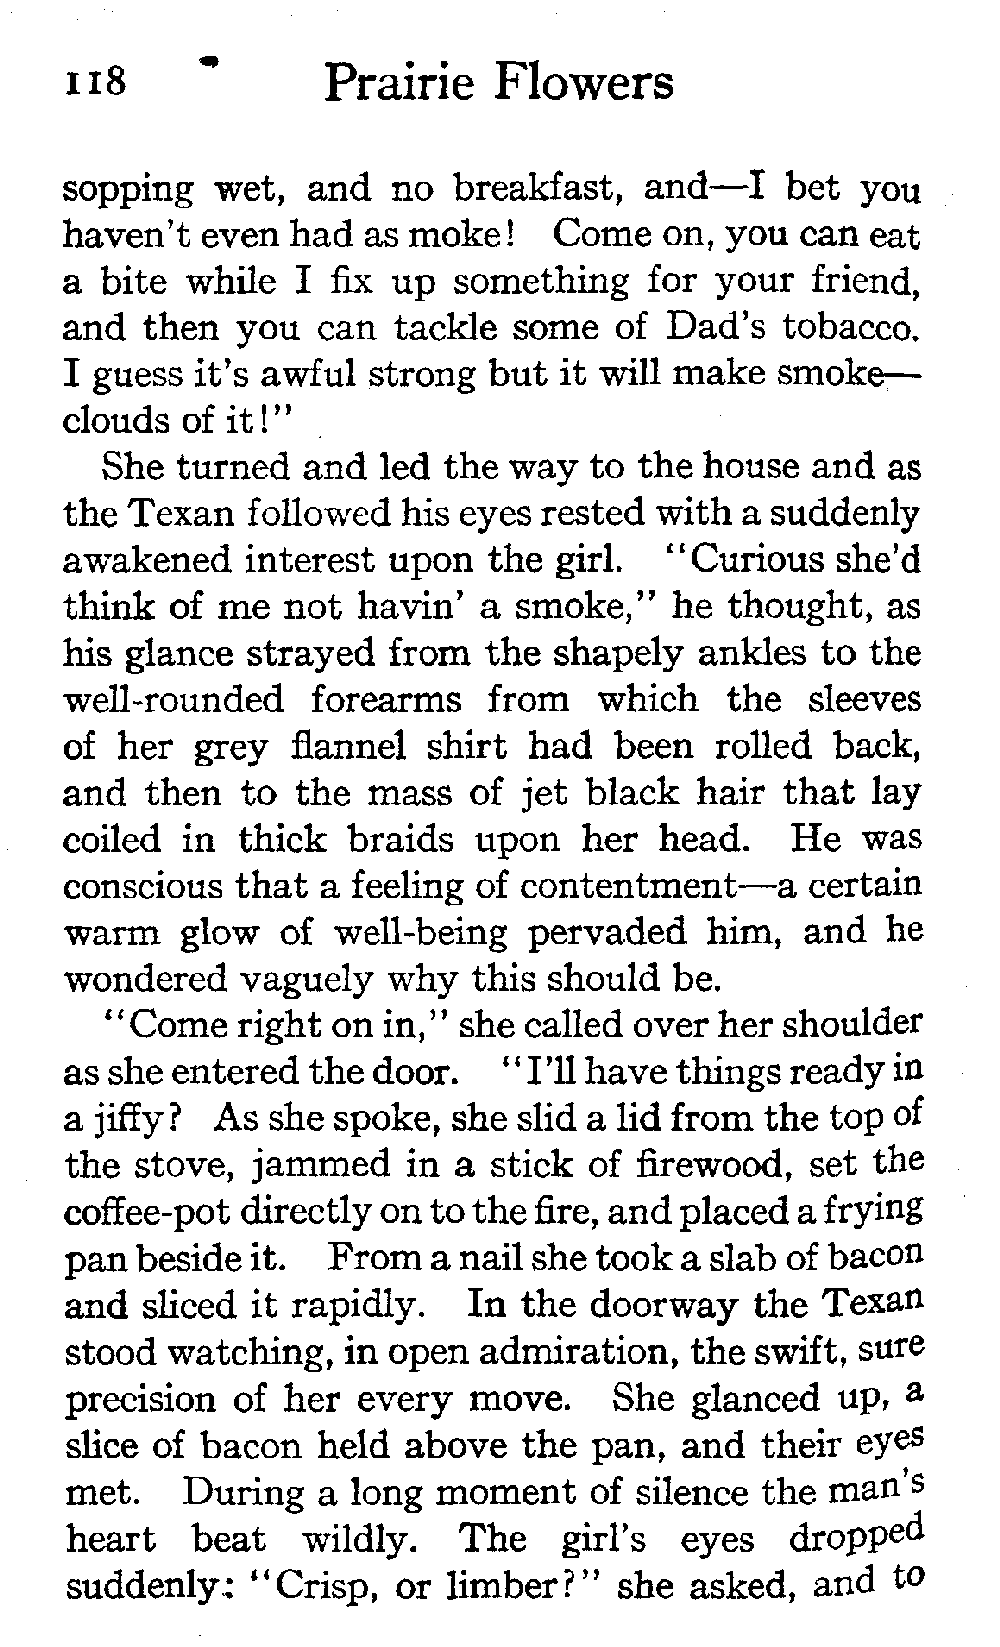 118 Prairie Flowers
sopping wet, and no breakfast, and—I bet you
haven't even had as moke! Come on, you can eat
a bite while I fix up something for your friend,
and then you can tackle some of Dad's tobacco.
I guess it's awful strong but it will make smoke—
clouds of it!"
She turned and led the way to the house and as
the Texan followed his eyes rested with a suddenly
awakened interest upon the girl. "Curious she'd
think of me not havin' a smoke," he thought, as
his glance strayed from the shapely ankles to the
well-rounded forearms from which the sleeves
of her grey flannel shirt had been rolled back,
and then to the mass of jet black hair that lay
coiled in thick braids upon her head. He was
conscious that a feeling of contentment—a certain
warm glow of well-being pervaded him, and he
wondered vaguely why this should be.
"Come right on in," she called over her shoulder
as she entered the door. "I'll have things ready in
a jiffy? As she spoke, she slid a lid from the top of
the stove, jammed in a stick of firewood, set the
coffee-pot directly on to the fire, and placed a frying
pan beside it. From a nail she took a slab of bacon
and sliced it rapidly. In the doorway the Texan
stood watching, in open admiration, the swift, sure
precision of her every move. She glanced up, a
slice of bacon held above the pan, and their eyes
met. During a long moment of silence the man's
heart beat wildly. The girl's eyes dropped
suddenly: "Crisp, or limber?" she asked, and to